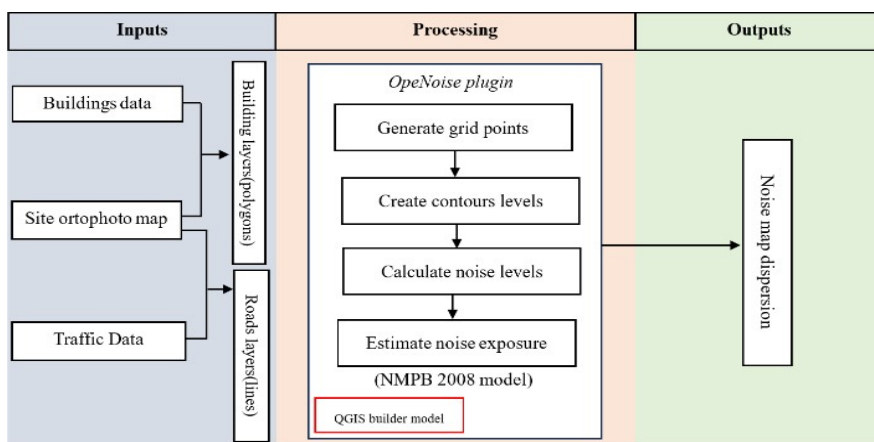 Inputs
Processing
Outputs
Buildings data
Site ortophoto map
Traffic Data
Building layers(polygons)
Roads layers(lines)
OpeNoise plugin
Generate grid points
Create contours levels
Calculate noise levels
Estimate noise exposure
(NMPB 2008 model)
QGIS builder model
Noise map dispersion